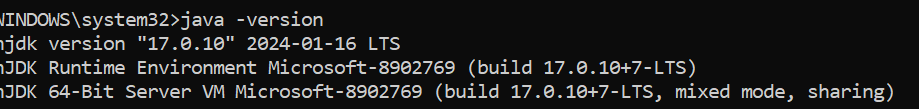 WINDOWS\system32>java -version
njdk version "17.0.10" 2024-01-16 LTS
nJDK Runtime Environment Microsoft-8902769 (build 17.0.10+7-LTS)
nJDK 64-Bit Server VM Microsoft-8902769 (build 17.0.10+7-LTS, mixed mode, sharing)